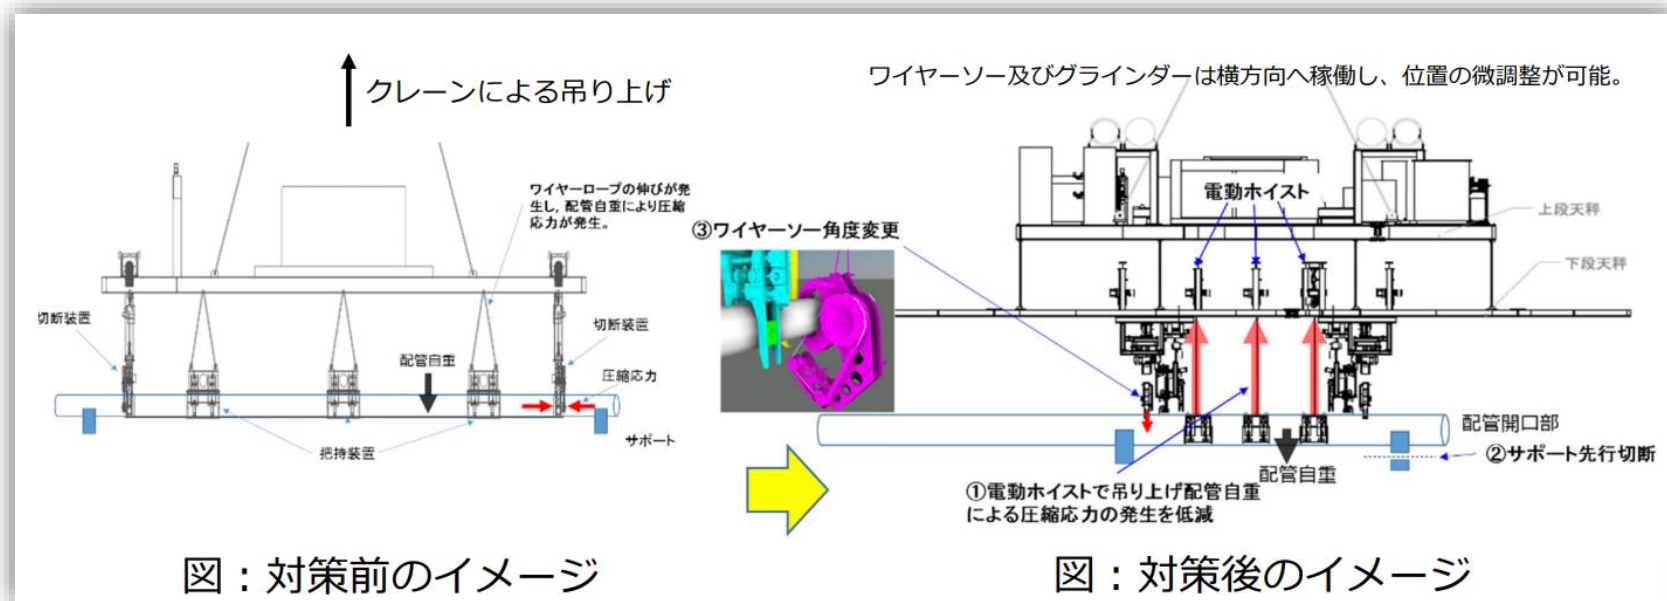 クレーンによる吊り上げ
ワイヤーロープの伸びが発
生し，配管自重により圧縮
応力が発生。
切断装置
切断装置
配管自重
圧縮応力
サポート
把持装置
図：対策前のイメージ
ワイヤーソー及びグラインダーは横方向へ稼働し、位置の微調整が可能。
電動ホイスト
③ワイヤーソー角度変更
上段天秤
下段天秤
配管開口部
②サポート先行切断
配管自重
①電動ホイストで吊り上げ配管自重
による圧縮応力の発生を低減
図：対策後のイメージ